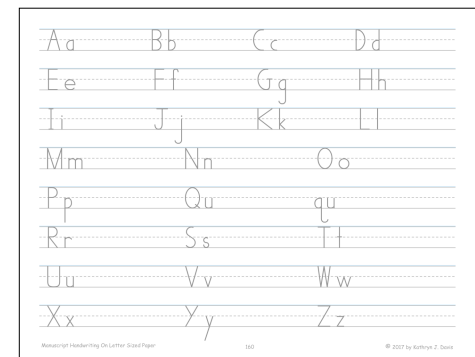 Aa Bb Cc Dd
Ee Ff Gg Hh
Ii Jj Kk Ll
Mm Nn Oo
Pp Qu qu
Rr Ss Tt
Uu Vv Ww
Xx Yy Zz
Manuscript Handwriting On Letter Sized Paper 160 © 2017 by Kathryn J. Davis